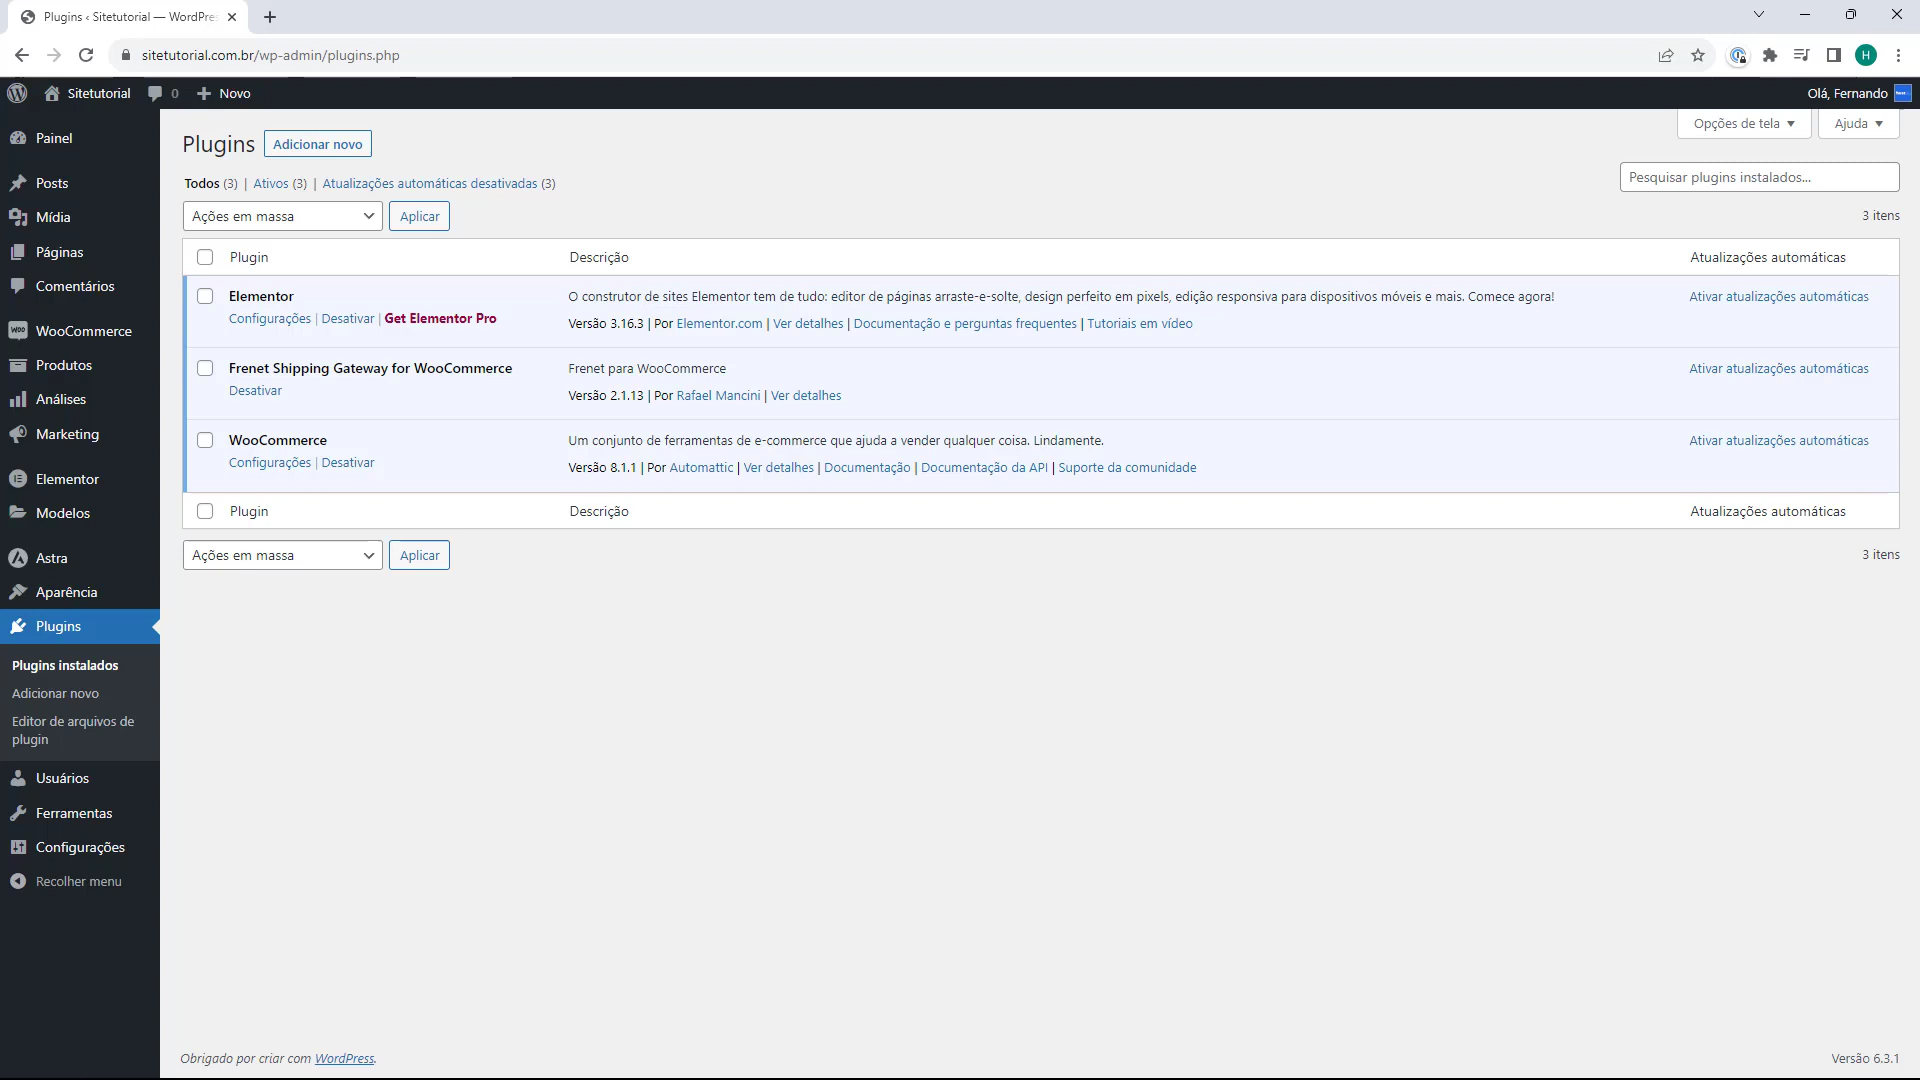 Plugins ‹ Sitetutorial — WordPre
sitetutorial.com.br/wp-admin/plugins.php
H
Sitetutorial 0 Novo
Olá, Fernando
Painel
Posts
Mídia
Páginas
Comentários
WooCommerce
Produtos
Análises
Marketing
Elementor
Modelos
Astra
Aparência
Plugins
Plugins instalados
Adicionar novo
Editor de arquivos de
plugin
Usuários
Ferramentas
Configurações
Recolher menu
Opções de tela
Ajuda
Plugins Adicionar novo
Todos (3) | Ativos (3) | Atualizações automáticas desativadas (3)
Pesquisar plugins instalados...
Ações em massa Aplicar
3 itens
Plugin Descrição Atualizações automáticas
Elementor
Configurações | Desativar | Get Elementor Pro
O construtor de sites Elementor tem de tudo: editor de páginas arraste-e-solte, design perfeito em pixels, edição responsiva para dispositivos móveis e mais. Comece agora!
Versão 3.16.3 | Por Elementor.com | Ver detalhes | Documentação e perguntas frequentes | Tutoriais em vídeo
Ativar atualizações automáticas
Frenet Shipping Gateway for WooCommerce
Desativar
Frenet para WooCommerce
Versão 2.1.13 | Por Rafael Mancini | Ver detalhes
Ativar atualizações automáticas
WooCommerce
Configurações | Desativar
Um conjunto de ferramentas de e-commerce que ajuda a vender qualquer coisa. Lindamente.
Versão 8.1.1 | Por Automattic | Ver detalhes | Documentação | Documentação da API | Suporte da comunidade
Ativar atualizações automáticas
Plugin Descrição Atualizações automáticas
Ações em massa Aplicar
3 itens
Obrigado por criar com WordPress.
Versão 6.3.1